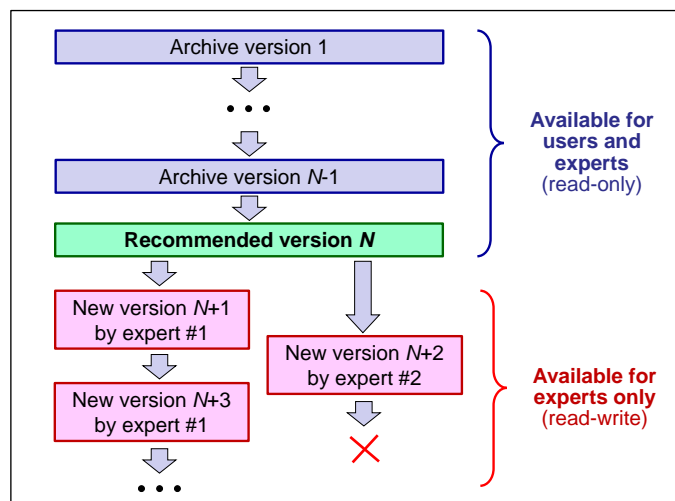 Archive version 1
• • •
Archive version N-1
Recommended version N
Available for
users and
experts
(read-only)
New version N+1
by expert #1
New version N+2
by expert #2
New version N+3
by expert #1
• • •
Available for
experts only
(read-write)